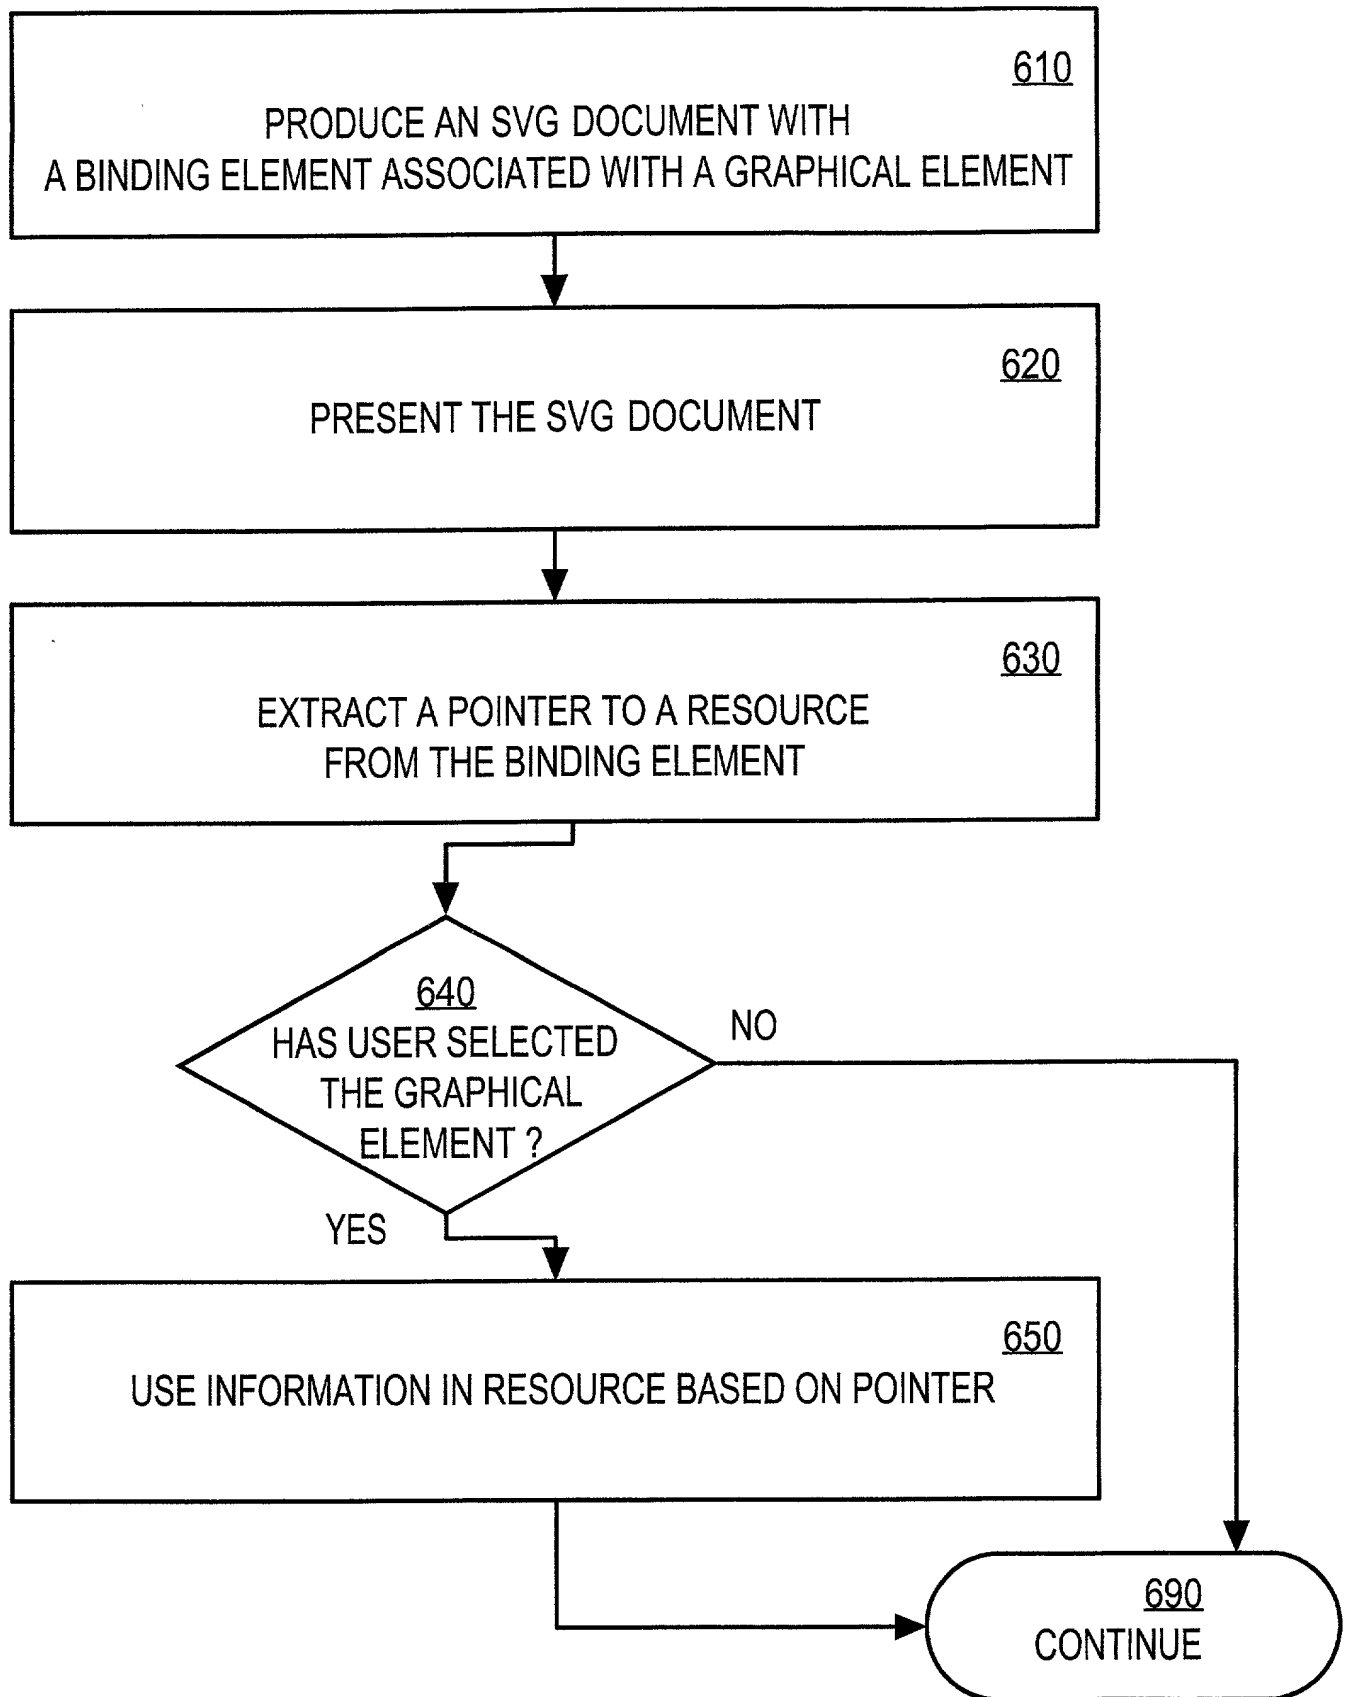 610
PRODUCE AN SVG DOCUMENT WITH
A BINDING ELEMENT ASSOCIATED WITH A GRAPHICAL ELEMENT
620
PRESENT THE SVG DOCUMENT
630
EXTRACT A POINTER TO A RESOURCE
FROM THE BINDING ELEMENT
640
HAS USER SELECTED
THE GRAPHICAL
ELEMENT ?
NO
YES
650
USE INFORMATION IN RESOURCE BASED ON POINTER
690
CONTINUE